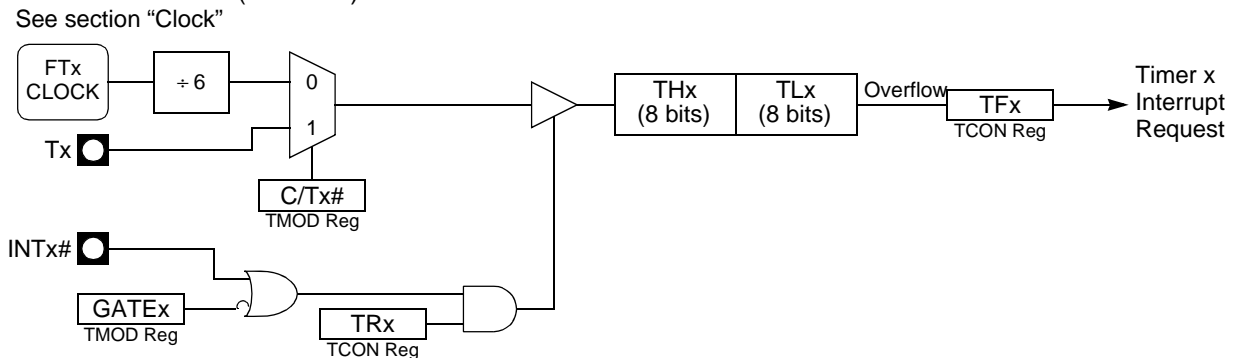 See section “Clock”
FTx
CLOCK
÷ 6
0
1
Tx
C/Tx#
TMOD Reg
THx
(8 bits)
TLx
(8 bits)
Overflow
TFx
TCON Reg
Timer x
Interrupt
Request
INTx#
GATEx
TMOD Reg
TRx
TCON Reg